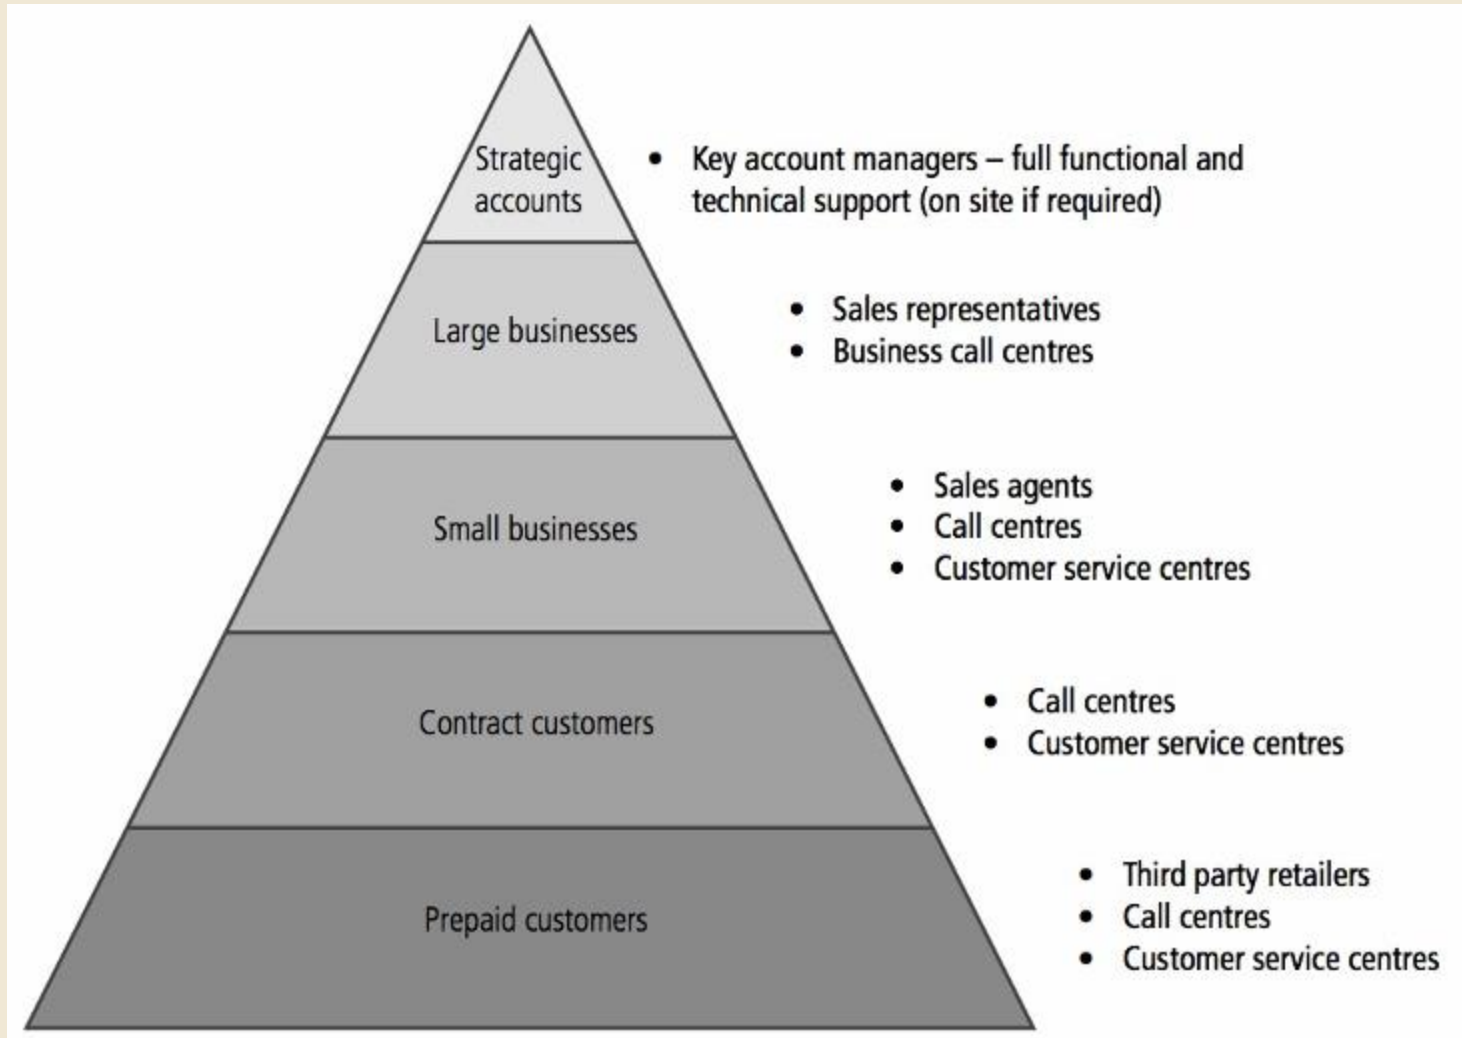 Strategic
accounts
• Key account managers – full functional and
technical support (on site if required)
Large businesses
• Sales representatives
• Business call centres
Small businesses
• Sales agents
• Call centres
• Customer service centres
Contract customers
• Call centres
• Customer service centres
Prepaid customers
• Third party retailers
• Call centres
• Customer service centres